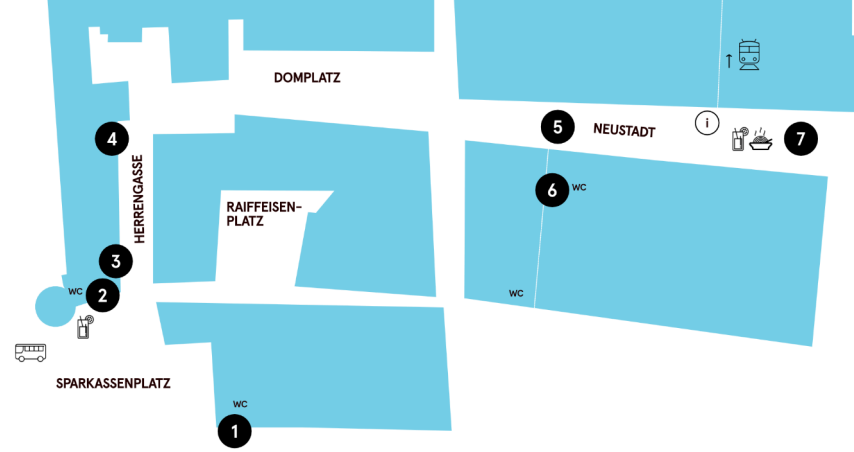 DOMPLATZ
i
5
NEUSTADT
7
4
HERRENGASSE
6
WC
RAIFFEISEN-
PLATZ
3
WC
2
WC
SPARKASSENPLATZ
WC
1